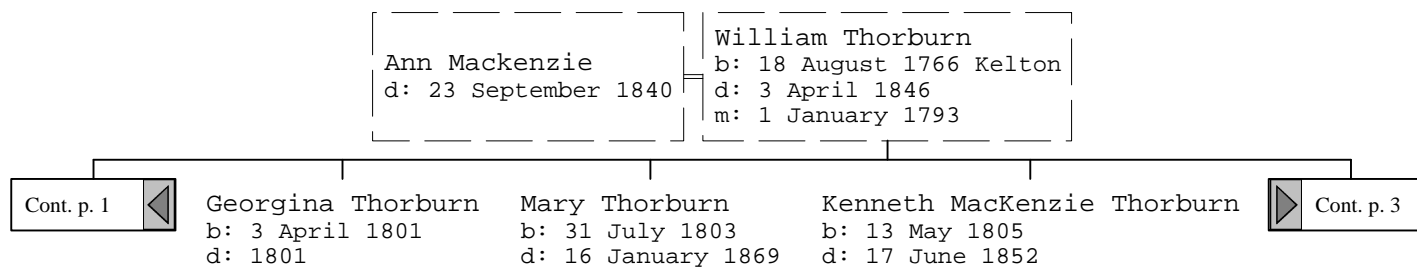 Ann Mackenzie
d: 23 September 1840
William Thorburn
b: 18 August 1766 Kelton
d: 3 April 1846
m: 1 January 1793
Cont. p. 1
Georgina Thorburn
b: 3 April 1801
d: 1801
Mary Thorburn
b: 31 July 1803
d: 16 January 1869
Kenneth MacKenzie Thorburn
b: 13 May 1805
d: 17 June 1852
Cont. p. 3